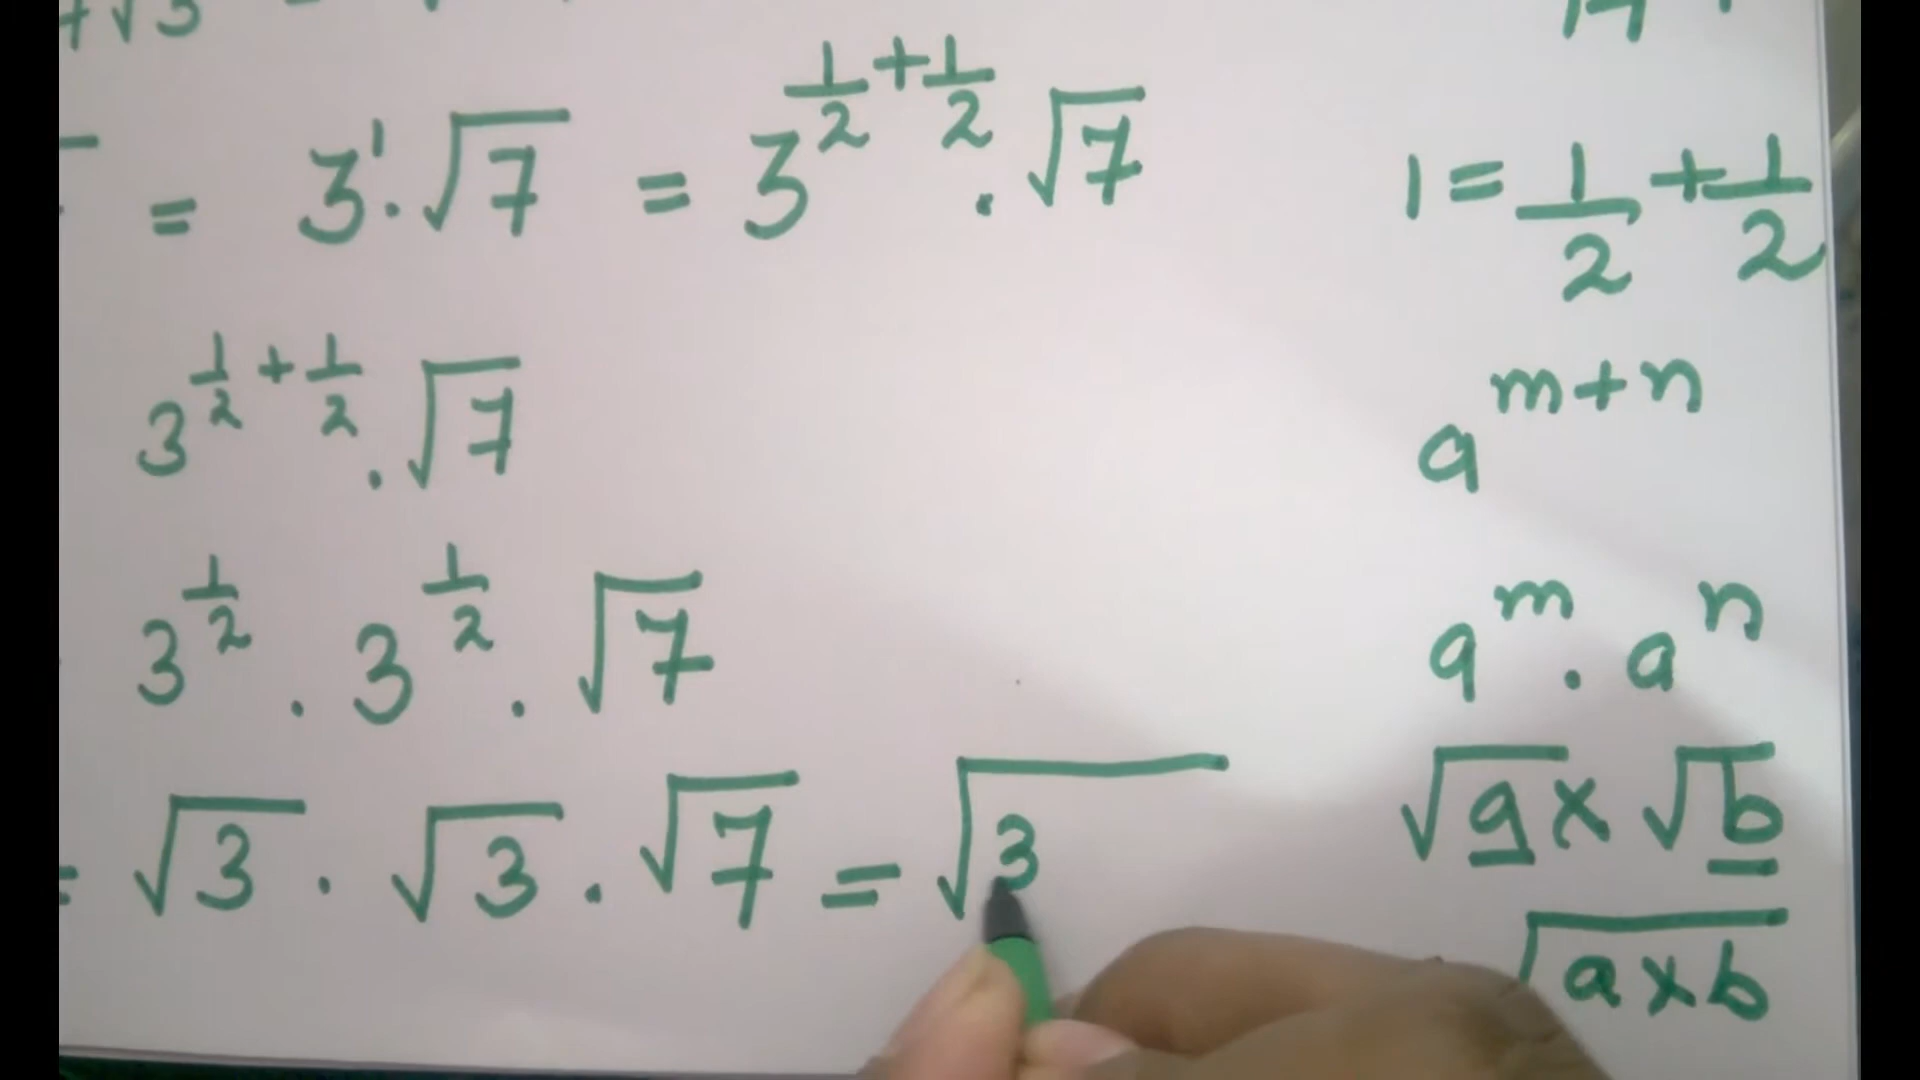 √3
= 3¹·√7 = 3^(1/2+1/2)·√7
1 = 1/2 + 1/2
3^(1/2+1/2)·√7
a^(m+n)
3^(1/2)·3^(1/2)·√7
a^m·a^n
√a×√b
= √3·√3·√7 = √3
√(a×b)